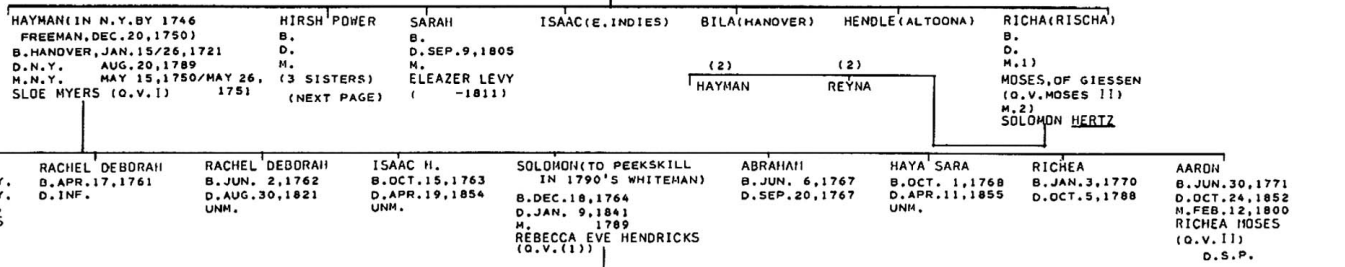 HAYMAN(IN N.Y.BY 1746
FREEMAN,DEC.20,1750)
B.HANOVER,JAN.15/26,1721
D.N.Y. AUG.20,1789
M.N.Y. MAY 15,1750/MAY 26,
SLOE MYERS (Q.V.I) 1751
HIRSH POWER
B.
D.
M.
(3 SISTERS)
(NEXT PAGE)
SARAH
B.
D.SEP.9,1805
M.
ELEAZER LEVY
( -1811)
ISAAC(E.INDIES)
BILA(HANOVER)
HENDLE(ALTOONA)
(2) (2)
HAYMAN REYNA
RICHA(RISCHA)
B.
D.
M.1)
MOSES,OF GIESSEN
(Q.V.MOSES II)
M.2)
SOLOMON HERTZ
Y.
Y.
S
RACHEL DEBORAH
B.APR.17,1761
D.INF.
RACHEL DEBORAH
B.JUN. 2,1762
D.AUG.30,1821
UNM.
ISAAC H.
B.OCT.15,1763
D.APR.19,1854
UNM.
SOLOMON(TO PEEKSKILL
IN 1790'S WHITEMAN)
B.DEC.18,1764
D.JAN. 9,1841
M. 1789
REBECCA EVE HENDRICKS
(Q.V.(1))
ABRAHAM
B.JUN. 6,1767
D.SEP.20,1767
HAYA SARA
B.OCT. 1,1768
D.APR.11,1855
UNM.
RICHEA
B.JAN.3,1770
D.OCT.5,1788
AARON
B.JUN.30,1771
D.OCT.24,1852
M.FEB.12,1800
RICHEA MOSES
(Q.V.II)
D.S.P.